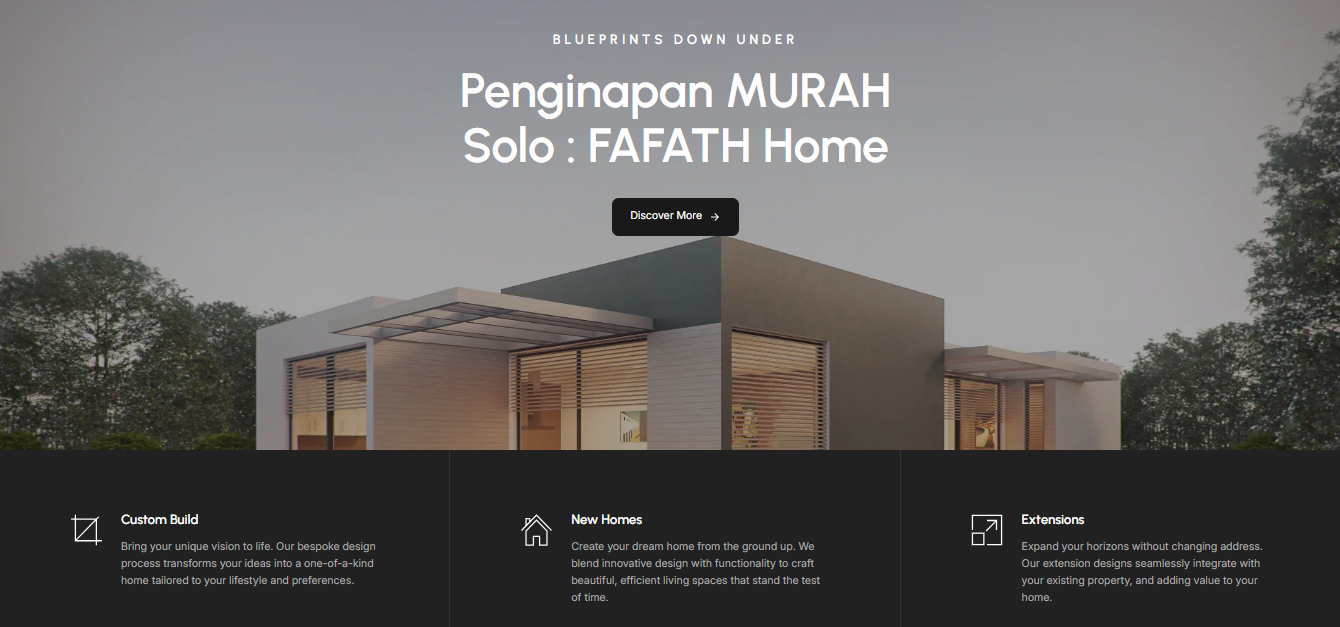 BLUEPRINTS DOWN UNDER
Penginapan MURAH
Solo : FAFATH Home
Discover More →
Custom Build
Bring your unique vision to life. Our bespoke design
process transforms your ideas into a one-of-a-kind
home tailored to your lifestyle and preferences.
New Homes
Create your dream home from the ground up. We
blend innovative design with functionality to craft
beautiful, efficient living spaces that stand the test
of time.
Extensions
Expand your horizons without changing address.
Our extension designs seamlessly integrate with
your existing property, and adding value to your
home.